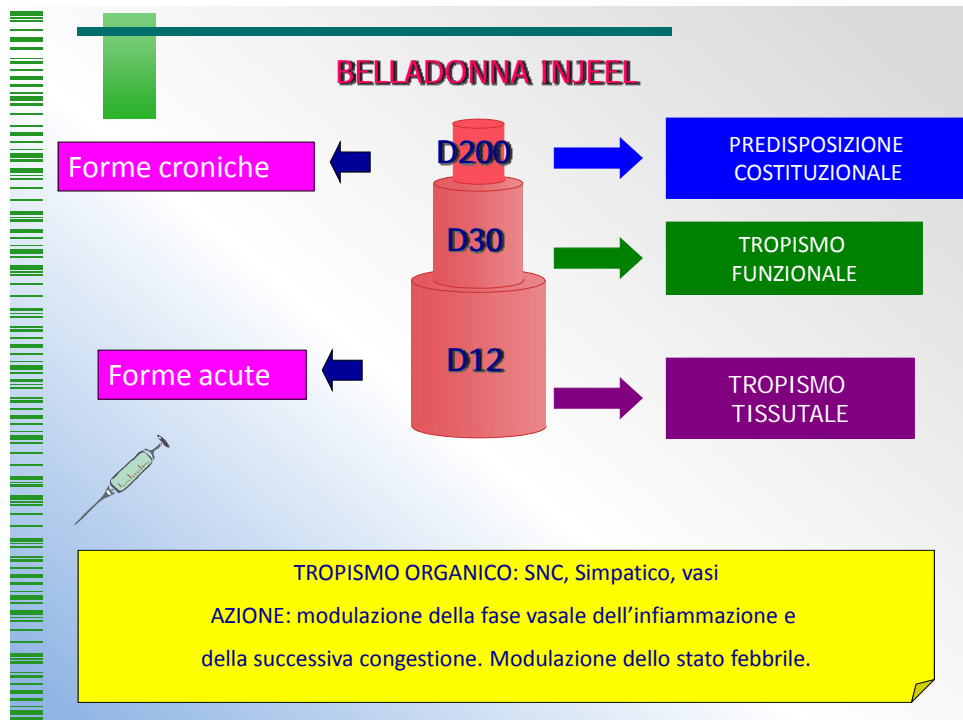 BELLADONNA INJEEL
Forme croniche
D200
PREDISPOSIZIONE
COSTITUZIONALE
D30
TROPISMO
FUNZIONALE
Forme acute
D12
TROPISMO
TISSUTALE
TROPISMO ORGANICO: SNC, Simpatico, vasi
AZIONE: modulazione della fase vasale dell'infiammazione e
della successiva congestione. Modulazione dello stato febbrile.